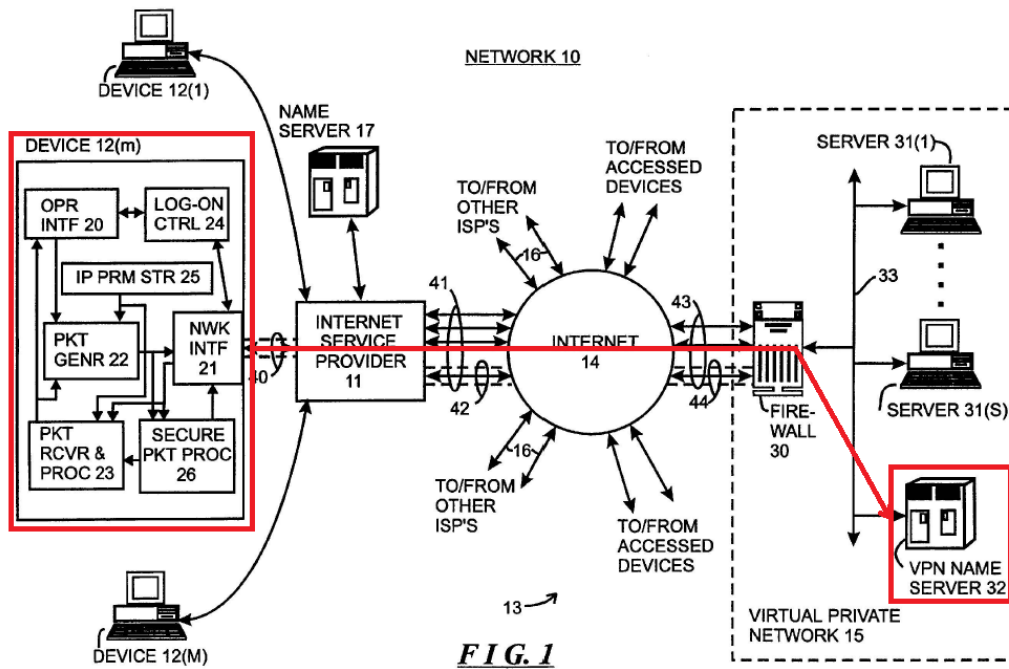 NETWORK 10
DEVICE 12(1)
NAME
SERVER 17
DEVICE 12(m)
OPR
INTF 20
LOG-ON
CTRL 24
IP PRM STR 25
PKT
GENR 22
NWK
INTF
21
PKT
RCVR &
PROC 23
SECURE
PKT PROC
26
40
INTERNET
SERVICE
PROVIDER
11
41
42
TO/FROM
OTHER
ISP'S
16
TO/FROM
ACCESSED
DEVICES
INTERNET
14
16
TO/FROM
OTHER
ISP'S
TO/FROM
ACCESSED
DEVICES
43
44
FIRE-
WALL
30
SERVER 31(1)
33
SERVER 31(S)
VPN NAME
SERVER 32
VIRTUAL PRIVATE
NETWORK 15
DEVICE 12(M)
13
FIG. 1